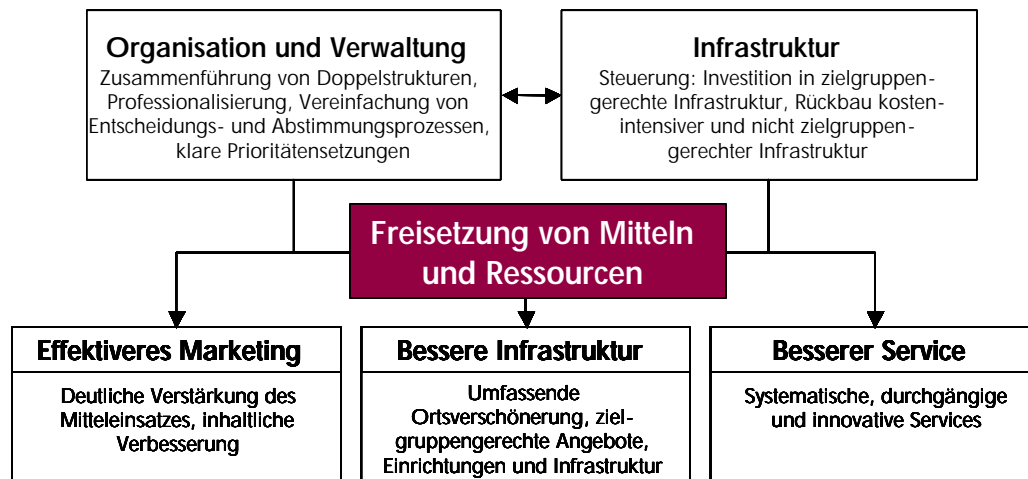 Organisation und Verwaltung
Zusammenführung von Doppelstrukturen,
Professionalisierung, Vereinfachung von
Entscheidungs- und Abstimmungsprozessen,
klare Prioritätensetzungen
Infrastruktur
Steuerung: Investition in zielgruppen-
gerechte Infrastruktur, Rückbau kosten-
intensiver und nicht zielgruppen-
gerechter Infrastruktur
Freisetzung von Mitteln
und Ressourcen
Effektiveres Marketing
Deutliche Verstärkung des
Mitteleinsatzes, inhaltliche
Verbesserung
Bessere Infrastruktur
Umfassende
Ortsverschönerung, ziel-
gruppengerechte Angebote,
Einrichtungen und Infrastruktur
Besserer Service
Systematische, durchgängige
und innovative Services